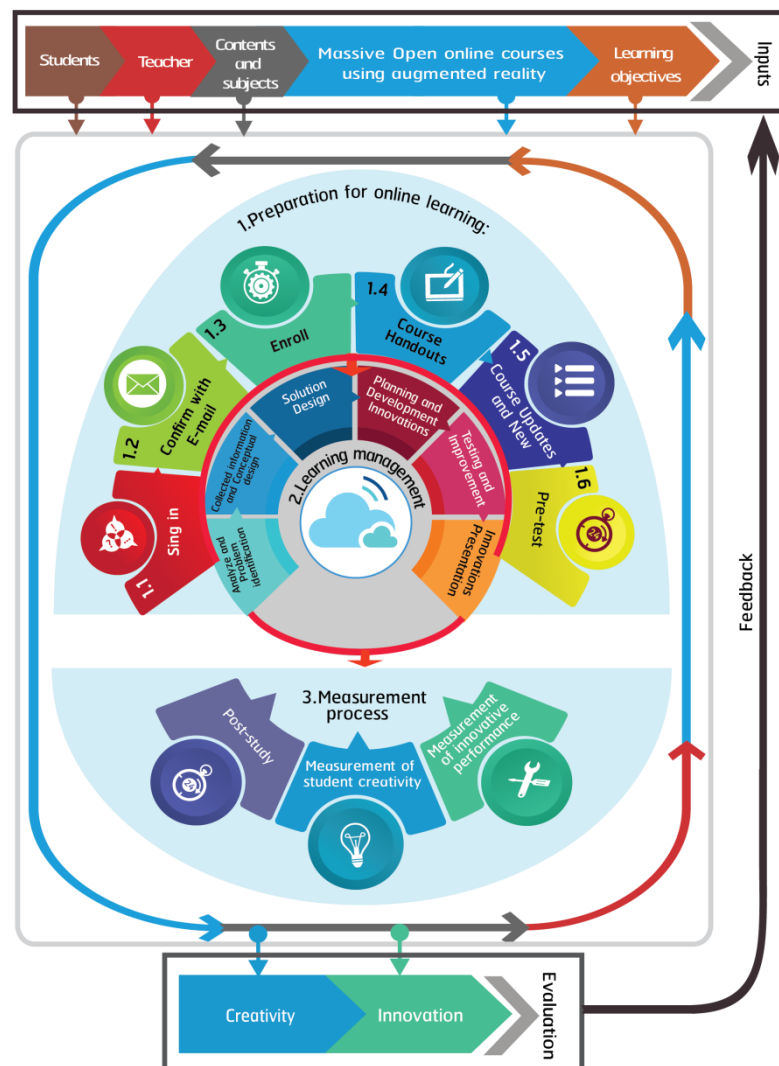 Students
Teacher
Contents
and
subjects
Massive Open online courses
using augmented reality
Learning
objectives
Inputs
1.Preparation for online learning:
1.1
Sing in
1.2
Confirm with
E-mail
1.3
Enroll
1.4
Course
Handouts
1.5
Course Updates
and New
1.6
Pre-test
2.Learning management
Analyze and
Problem
identification
Collected information
and Conceptual
design
Solution
Design
Planning and
Development
Innovations
Testing and
Improvement
Innovations
Presentation
3.Measurement
process
Post-study
Measurement of
student creativity
Measurement
of innovative
performance
Feedback
Creativity
Innovation
Evaluation